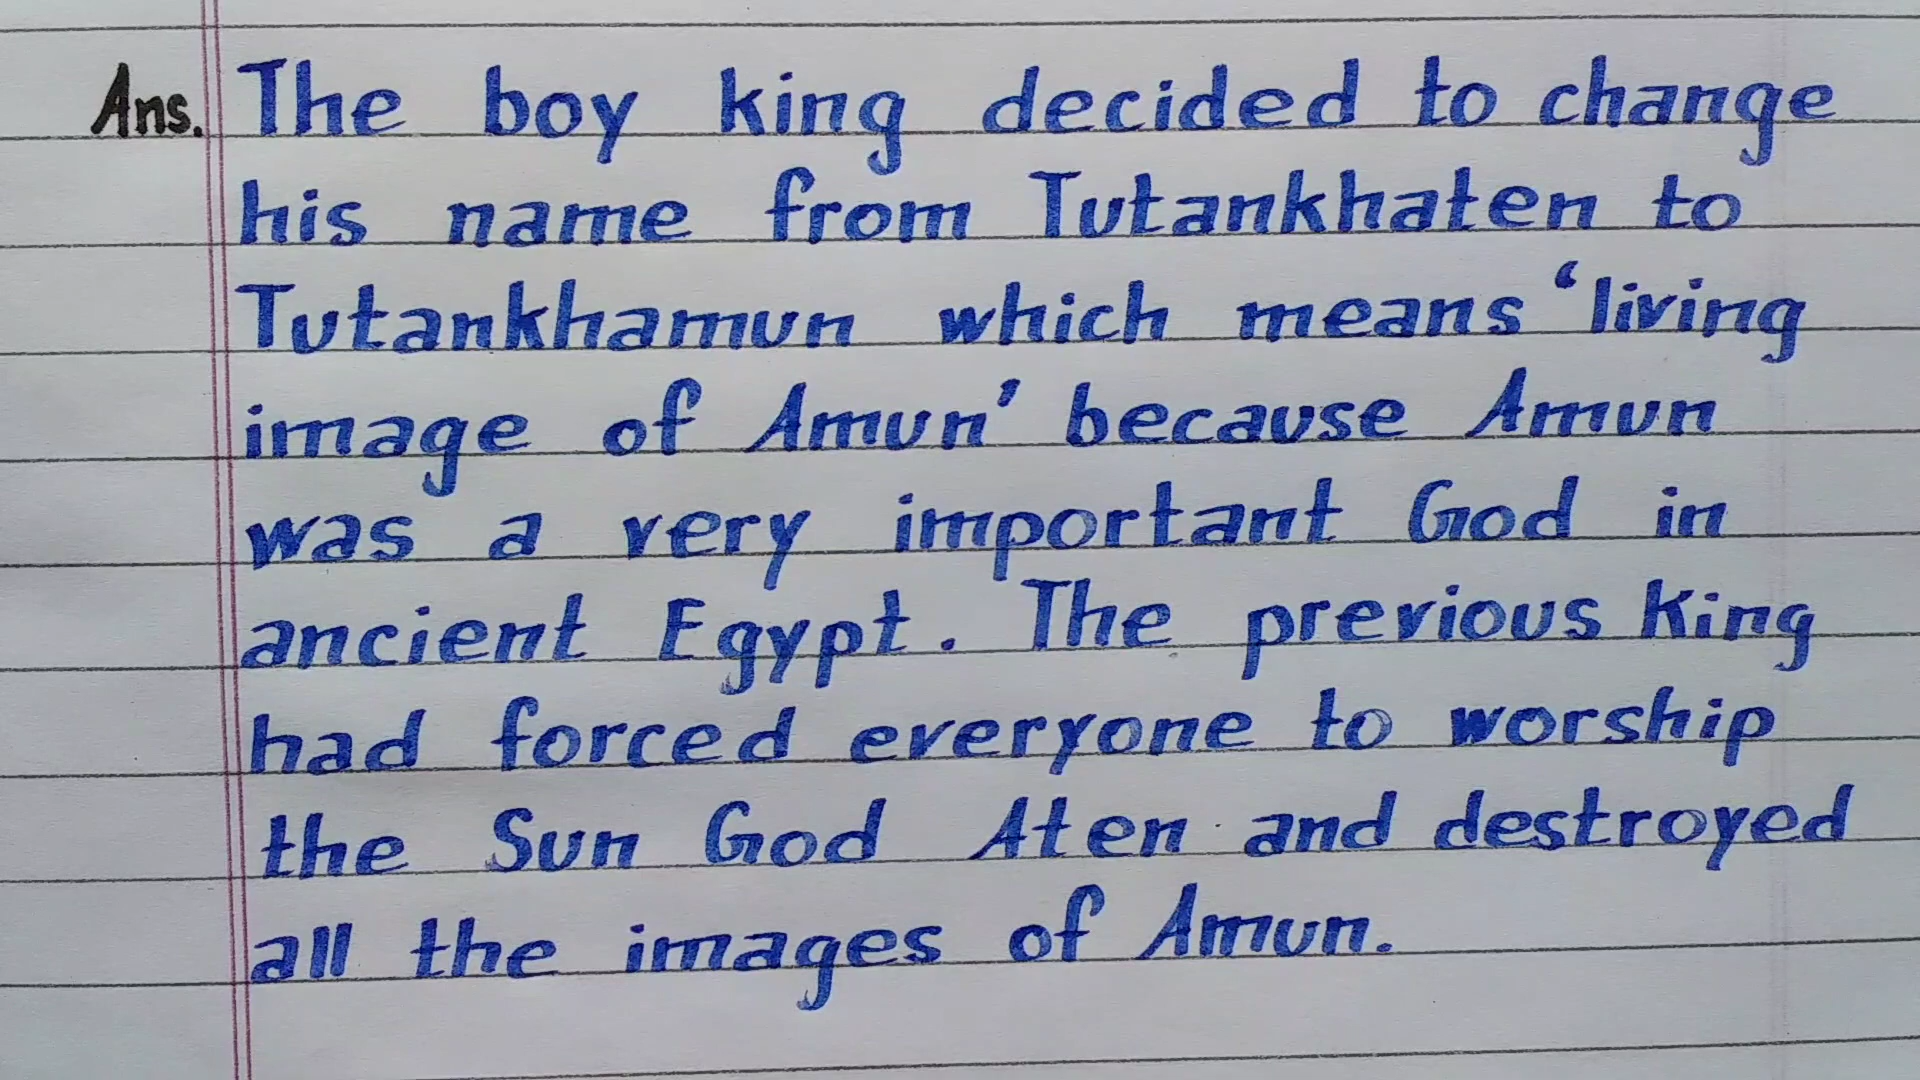 Ans. The boy king decided to change
his name from Tutankhaten to
Tutankhamun which means ‘living
image of Amun’ because Amun
was a very important God in
ancient Egypt. The previous king
had forced everyone to worship
the Sun God Aten and destroyed
all the images of Amun.